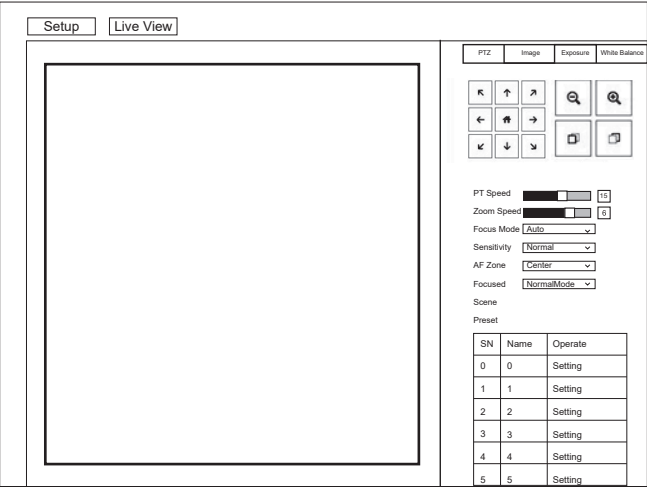 Setup Live View
PTZ Image Exposure White Balance
PT Speed 15
Zoom Speed 6
Focus Mode Auto
Sensitivity Normal
AF Zone Center
Focused NormalMode
Scene
Preset
SN Name Operate
0 0 Setting
1 1 Setting
2 2 Setting
3 3 Setting
4 4 Setting
5 5 Setting